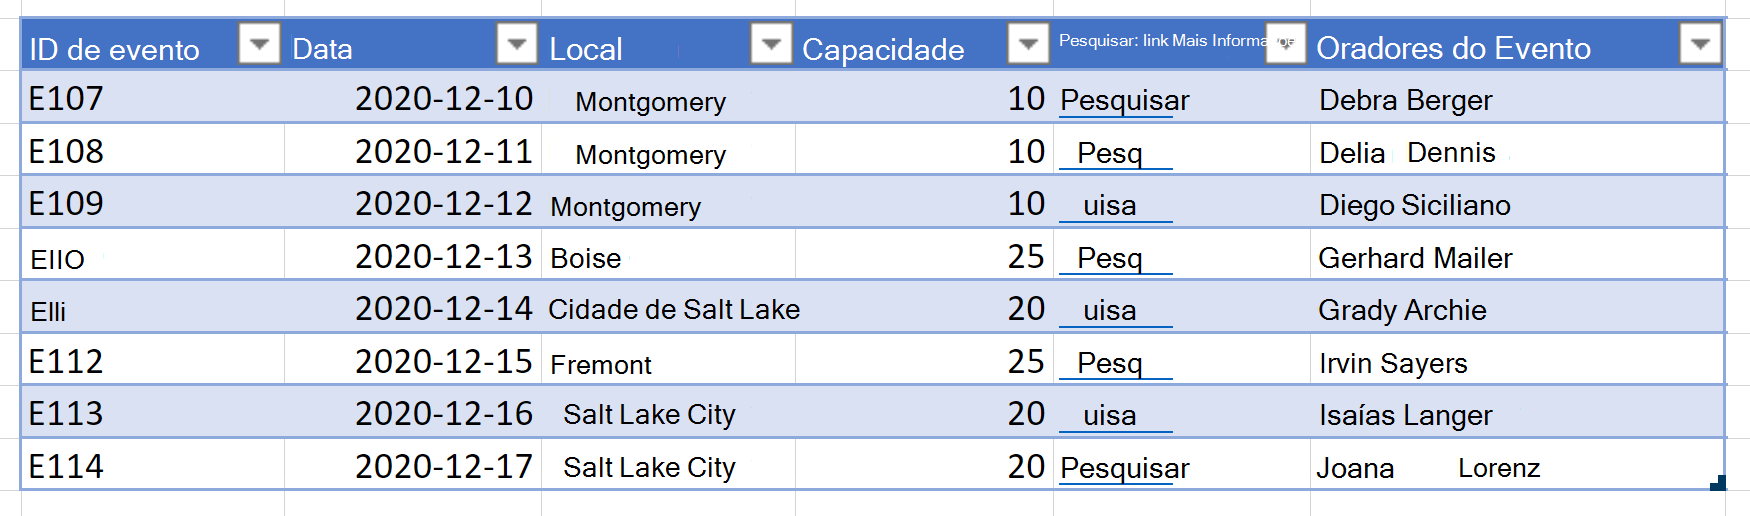 ID de evento Data Local Capacidade Pesquisar: link Mais Informações Oradores do Evento
E107 2020-12-10 Montgomery 10 Pesquisar Debra Berger
E108 2020-12-11 Montgomery 10 Pesq Delia Dennis
E109 2020-12-12 Montgomery 10 uisa Diego Siciliano
EIIO 2020-12-13 Boise 25 Pesq Gerhard Mailer
Elli 2020-12-14 Cidade de Salt Lake 20 uisa Grady Archie
E112 2020-12-15 Fremont 25 Pesq Irvin Sayers
E113 2020-12-16 Salt Lake City 20 uisa Isaías Langer
E114 2020-12-17 Salt Lake City 20 Pesquisar Joana Lorenz